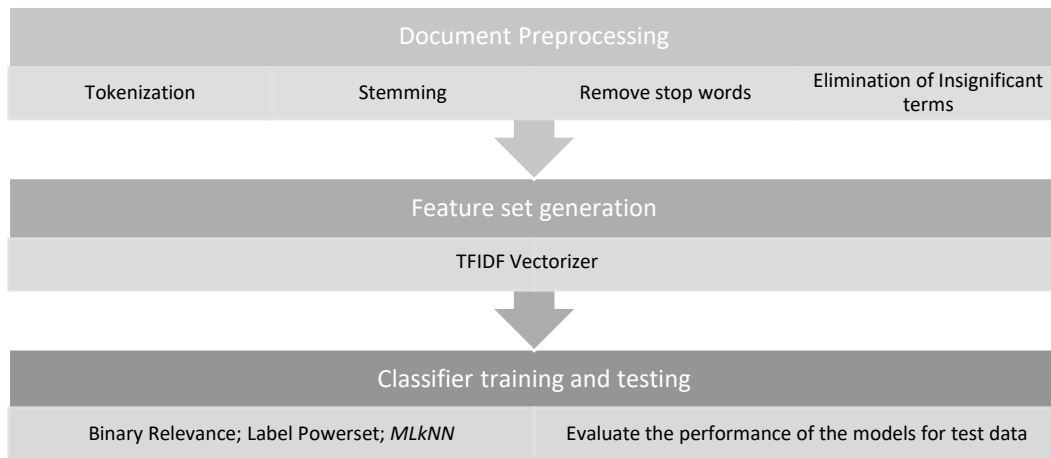 Document Preprocessing
Tokenization
Stemming
Remove stop words
Elimination of Insignificant
terms
Feature set generation
TFIDF Vectorizer
Classifier training and testing
Binary Relevance; Label Powerset; MLkNN
Evaluate the performance of the models for test data